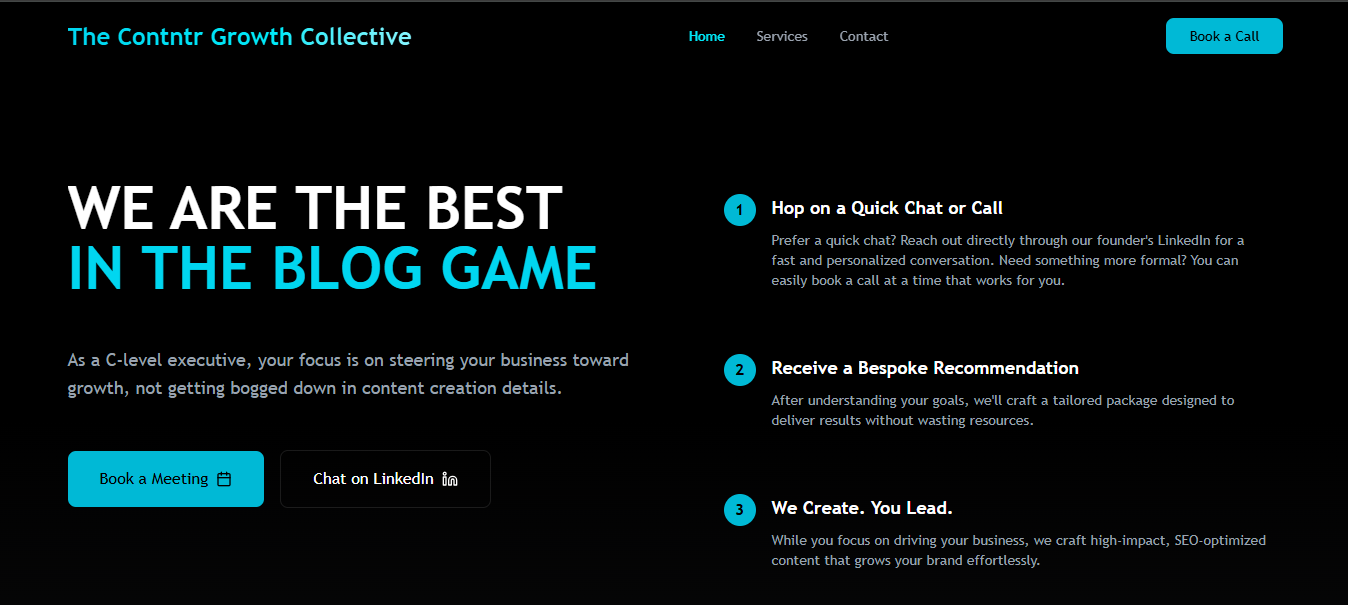 The Contntr Growth Collective
Home
Services
Contact
Book a Call
WE ARE THE BEST
IN THE BLOG GAME
As a C-level executive, your focus is on steering your business toward
growth, not getting bogged down in content creation details.
Book a Meeting
Chat on LinkedIn
1
Hop on a Quick Chat or Call
Prefer a quick chat? Reach out directly through our founder's LinkedIn for a
fast and personalized conversation. Need something more formal? You can
easily book a call at a time that works for you.
2
Receive a Bespoke Recommendation
After understanding your goals, we'll craft a tailored package designed to
deliver results without wasting resources.
3
We Create. You Lead.
While you focus on driving your business, we craft high-impact, SEO-optimized
content that grows your brand effortlessly.